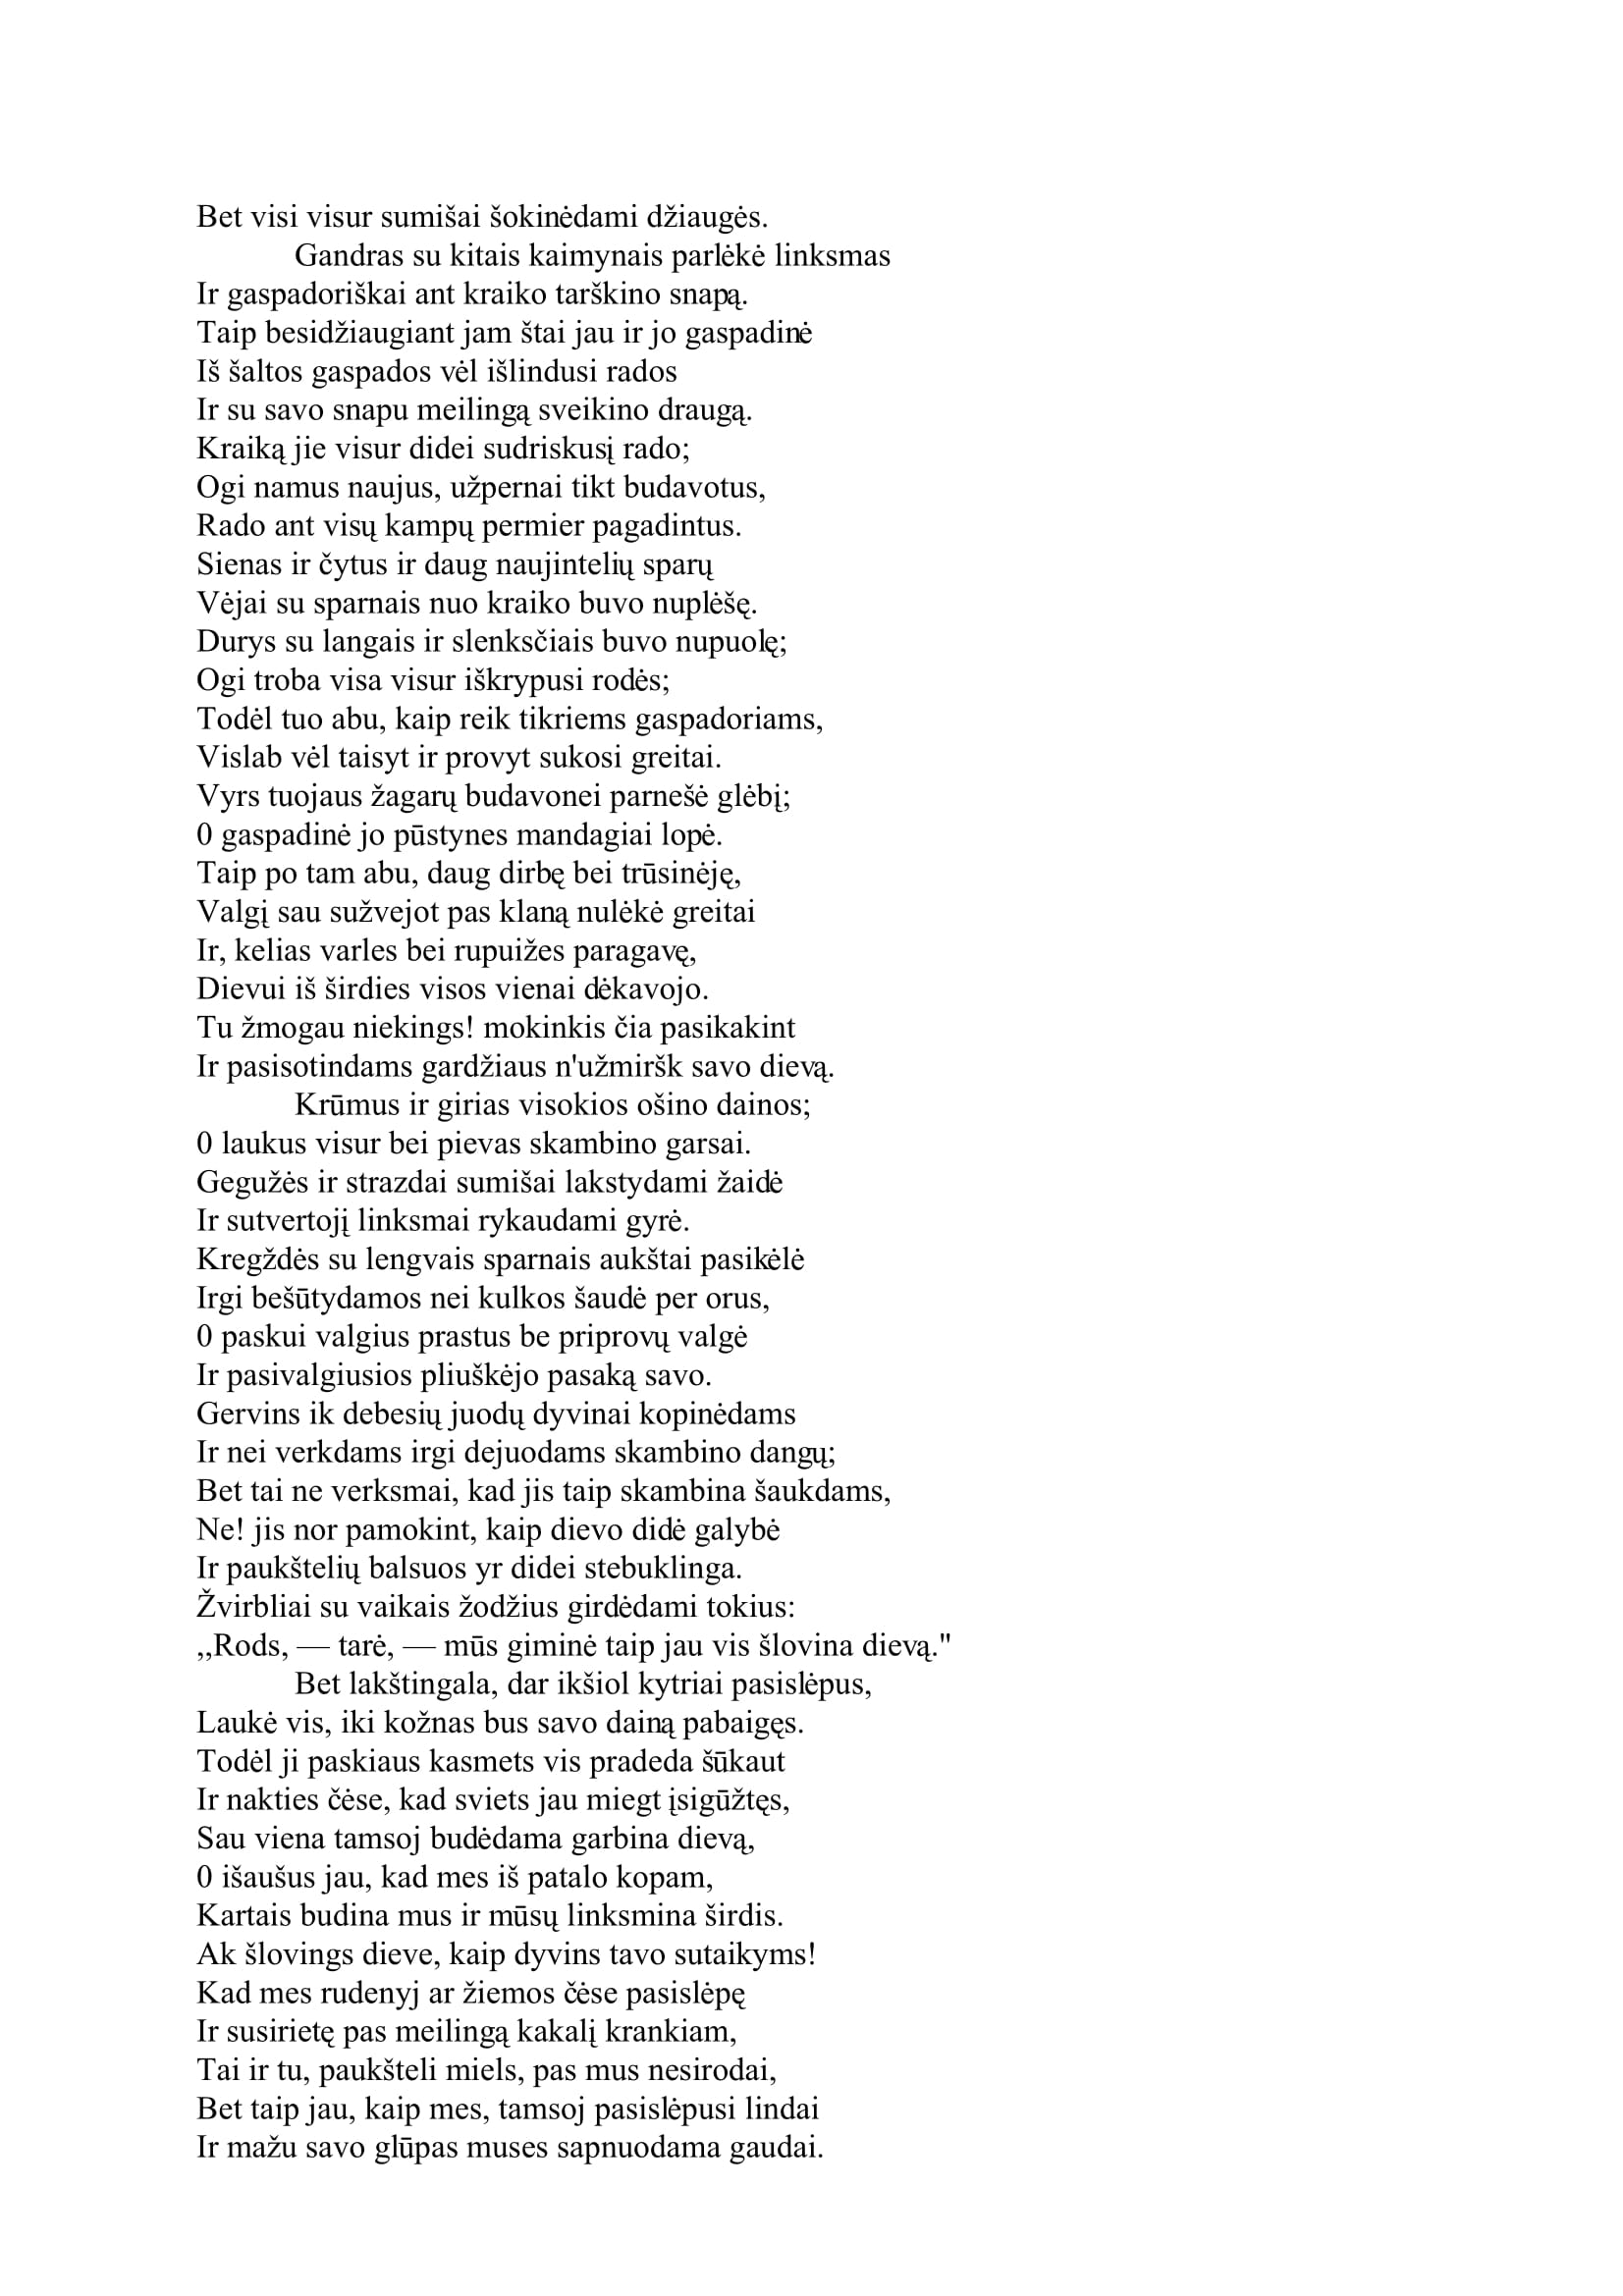 Bet visi visur sumišai šokinėdami džiaugės.
Gandras su kitais kaimynais parlėkė linksmas
Ir gaspadoriškai ant kraiko tarškino snapą.
Taip besidžiaugiant jam štai jau ir jo gaspadinė
Iš šaltos gaspados vėl išlindusi rados
Ir su savo snapu meilingą sveikino draugą.
Kraiką jie visur didei sudriskusį rado;
Ogi namus naujus, užpernai tikt budavotus,
Rado ant visų kampų permier pagadintus.
Sienas ir čytus ir daug naujintelių sparų
Vėjai su sparnais nuo kraiko buvo nuplėšę.
Durys su langais ir slenksčiais buvo nupuolę;
Ogi troba visa visur iškrypusi rodės;
Todėl tuo abu, kaip reik tikriems gaspadoriams,
Vislab vėl taisyt ir provyt sukosi greitai.
Vyrs tuojaus žagarų budavonei parnešė glėbį;
0 gaspadinė jo pūstynes mandagiai lopė.
Taip po tam abu, daug dirbę bei trūsinėję,
Valgį sau sužvejot pas klaną nulėkė greitai
Ir, kelias varles bei rupuižes paragavę,
Dievui iš širdies visos vienai dėkavojo.
Tu žmogau niekings! mokinkis čia pasikakint
Ir pasisotindams gardžiaus n'užmiršk savo dievą.
Krūmus ir girias visokios ošino dainos;
0 laukus visur bei pievas skambino garsai.
Gegužės ir strazdai sumišai lakstydami žaidė
Ir sutvertojį linksmai rykaudami gyrė.
Kregždės su lengvais sparnais aukštai pasikėlė
Irgi bešūtydamos nei kulkos šaudė per orus,
0 paskui valgius prastus be priprovų valgė
Ir pasivalgiusios pliuškėjo pasaką savo.
Gervins ik debesių juodų dyvinai kopinėdams
Ir nei verkdams irgi dejuodams skambino dangų;
Bet tai ne verksmai, kad jis taip skambina šaukdams,
Ne! jis nor pamokint, kaip dievo didė galybė
Ir paukštelių balsuos yr didei stebuklinga.
Žvirbliai su vaikais žodžius girdėdami tokius:
,,Rods, — tarė, — mūs giminė taip jau vis šlovina dievą."
Bet lakštingala, dar ikšiol kytriai pasislėpus,
Laukė vis, iki kožnas bus savo dainą pabaigęs.
Todėl ji paskiaus kasmets vis pradeda šūkaut
Ir nakties čėse, kad sviets jau miegt įsigūžtęs,
Sau viena tamsoj budėdama garbina dievą,
0 išaušus jau, kad mes iš patalo kopam,
Kartais budina mus ir mūsų linksmina širdis.
Ak šlovings dieve, kaip dyvins tavo sutaikyms!
Kad mes rudenyj ar žiemos čėse pasislėpę
Ir susirietę pas meilingą kakalį krankiam,
Tai ir tu, paukšteli miels, pas mus nesirodai,
Bet taip jau, kaip mes, tamsoj pasislėpusi lindai
Ir mažu savo glūpas muses sapnuodama gaudai.